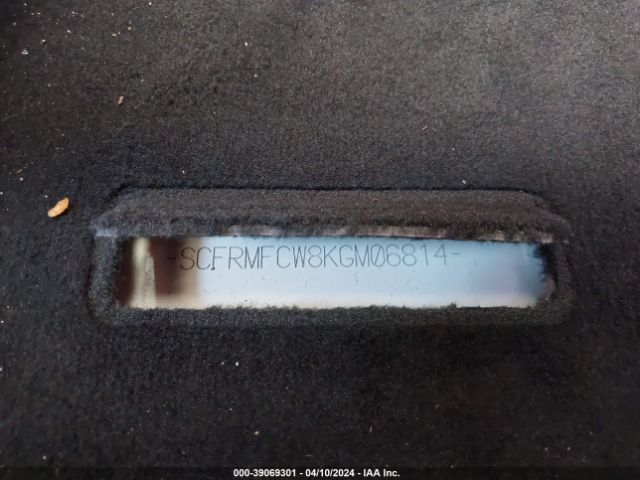 -SCFRMFCW8KGM06814-
000-39069301 | 04/10/2024 - IAA Inc.